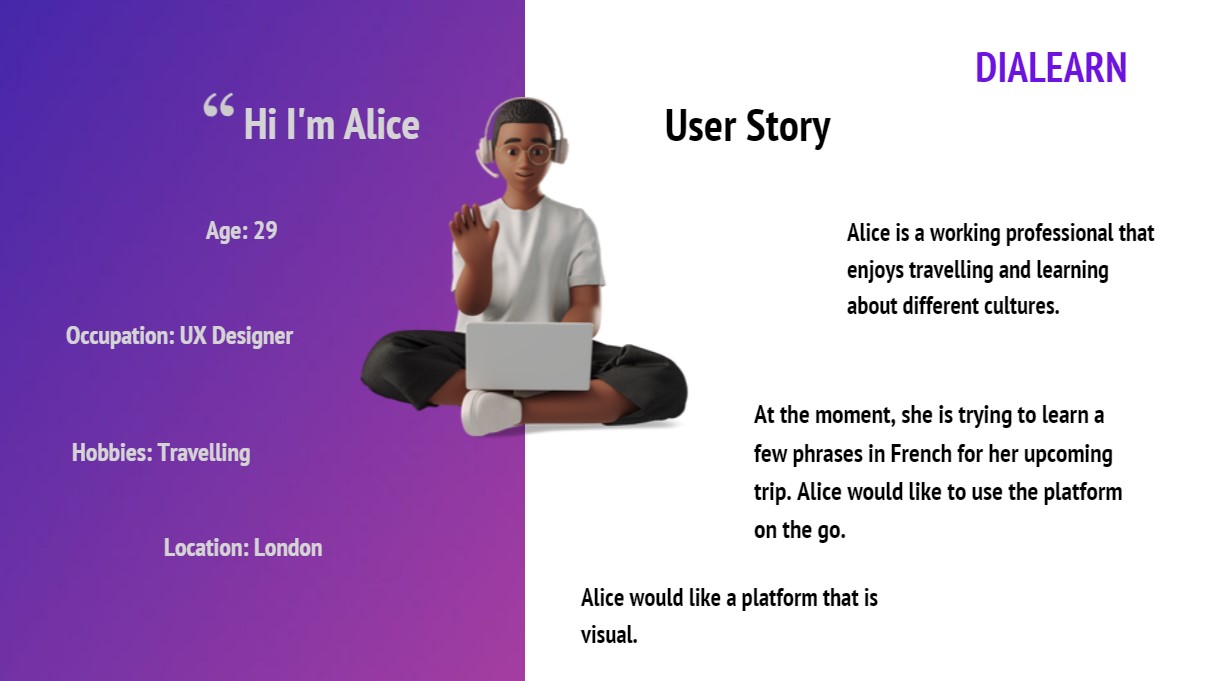 DIALEARN
“ Hi I'm Alice
Age: 29
Occupation: UX Designer
Hobbies: Travelling
Location: London
User Story
Alice is a working professional that
enjoys travelling and learning
about different cultures.
At the moment, she is trying to learn a
few phrases in French for her upcoming
trip. Alice would like to use the platform
on the go.
Alice would like a platform that is
visual.